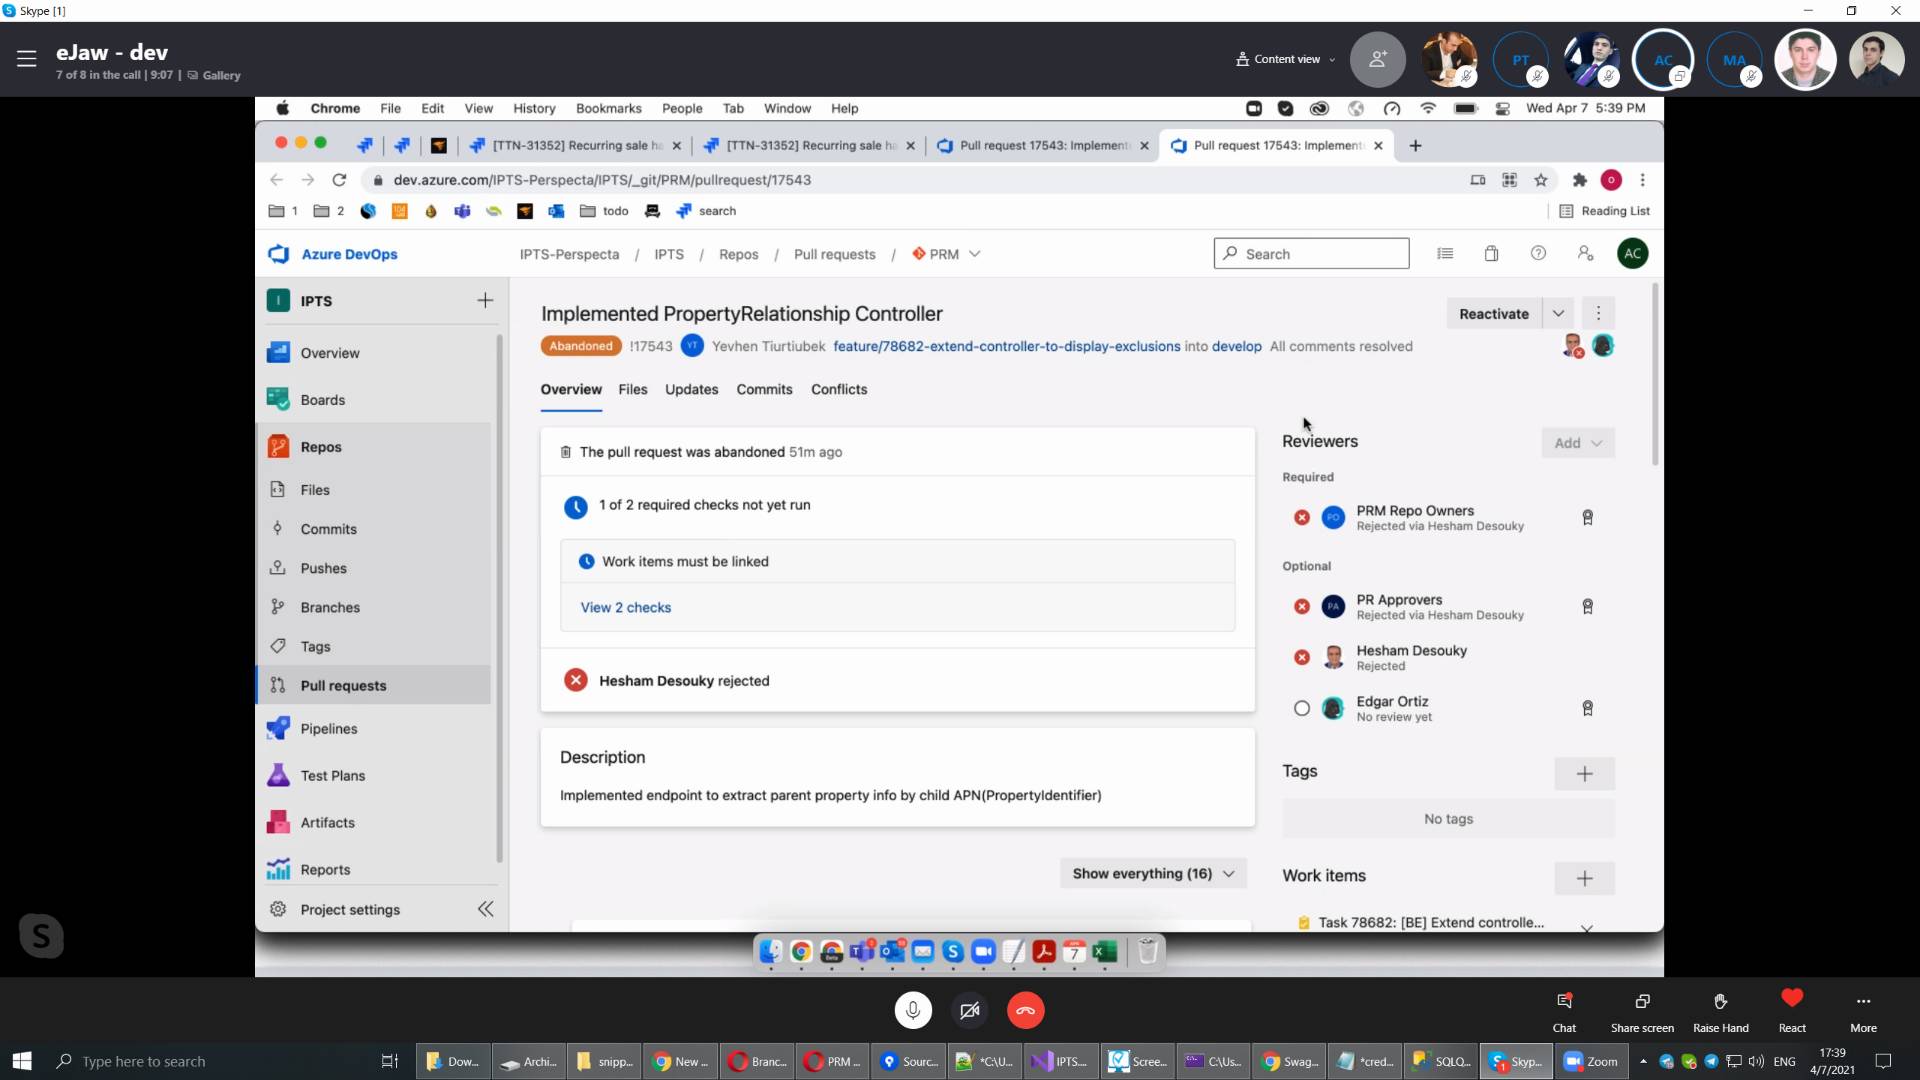 Skype [1]
eJaw - dev
7 of 8 in the call | 9:07 | Gallery
Content view
PT
AC
MA
Chrome File Edit View History Bookmarks People Tab Window Help
Wed Apr 7 5:39 PM
[TTN-31352] Recurring sale ha
[TTN-31352] Recurring sale ha
Pull request 17543: Implement
Pull request 17543: Implement
dev.azure.com/IPTS-Perspecta/IPTS/_git/PRM/pullrequest/17543
1
2
todo
search
Reading List
Azure DevOps
IPTS-Perspecta / IPTS / Repos / Pull requests / PRM
Search
AC
I IPTS
Overview
Boards
Repos
Files
Commits
Pushes
Branches
Tags
Pull requests
Pipelines
Test Plans
Artifacts
Reports
Project settings
Implemented PropertyRelationship Controller
Reactivate
Abandoned !17543 YT Yevhen Tiurtiubek feature/78682-extend-controller-to-display-exclusions into develop All comments resolved
Overview Files Updates Commits Conflicts
The pull request was abandoned 51m ago
1 of 2 required checks not yet run
Work items must be linked
View 2 checks
Hesham Desouky rejected
Description
Implemented endpoint to extract parent property info by child APN(PropertyIdentifier)
Show everything (16)
Reviewers
Add
Required
PO PRM Repo Owners
Rejected via Hesham Desouky
Optional
PA PR Approvers
Rejected via Hesham Desouky
Hesham Desouky
Rejected
Edgar Ortiz
No review yet
Tags
No tags
Work items
Task 78682: [BE] Extend controlle...
Chat
Share screen
Raise Hand
React
More
Type here to search
Dow...
Archi...
snipp...
New ...
Branc...
PRM ...
Sourc...
*C:\U...
IPTS...
Scree...
C:\Us...
Swag...
*cred...
SQLQ...
Skyp...
Zoom
ENG
17:39
4/7/2021